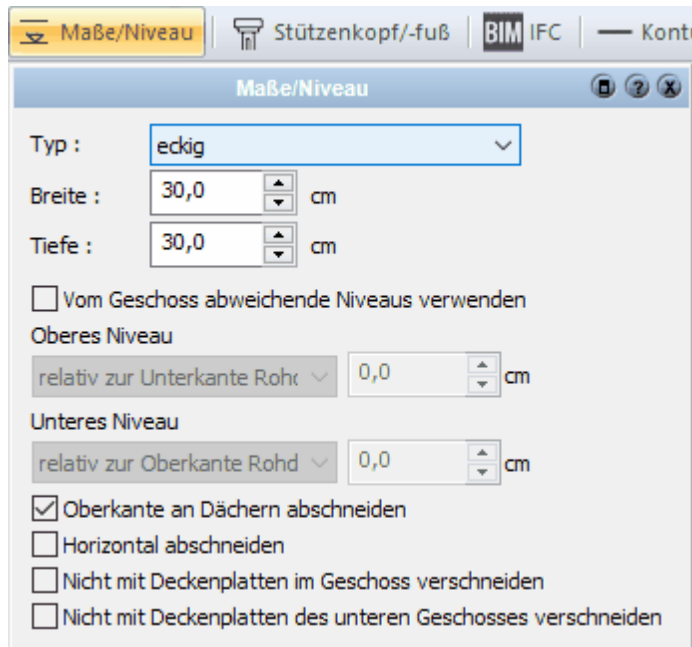 Maße/Niveau Stützenkopf/-fuß BIM IFC Kont
Maße/Niveau
Typ : eckig
Breite : 30,0 cm
Tiefe : 30,0 cm
Vom Geschoss abweichende Niveaus verwenden
Oberes Niveau
relativ zur Unterkante Rohd 0,0 cm
Unteres Niveau
relativ zur Oberkante Rohd 0,0 cm
Oberkante an Dächern abschneiden
Horizontal abschneiden
Nicht mit Deckenplatten im Geschoss verschneiden
Nicht mit Deckenplatten des unteren Geschosses verschneiden